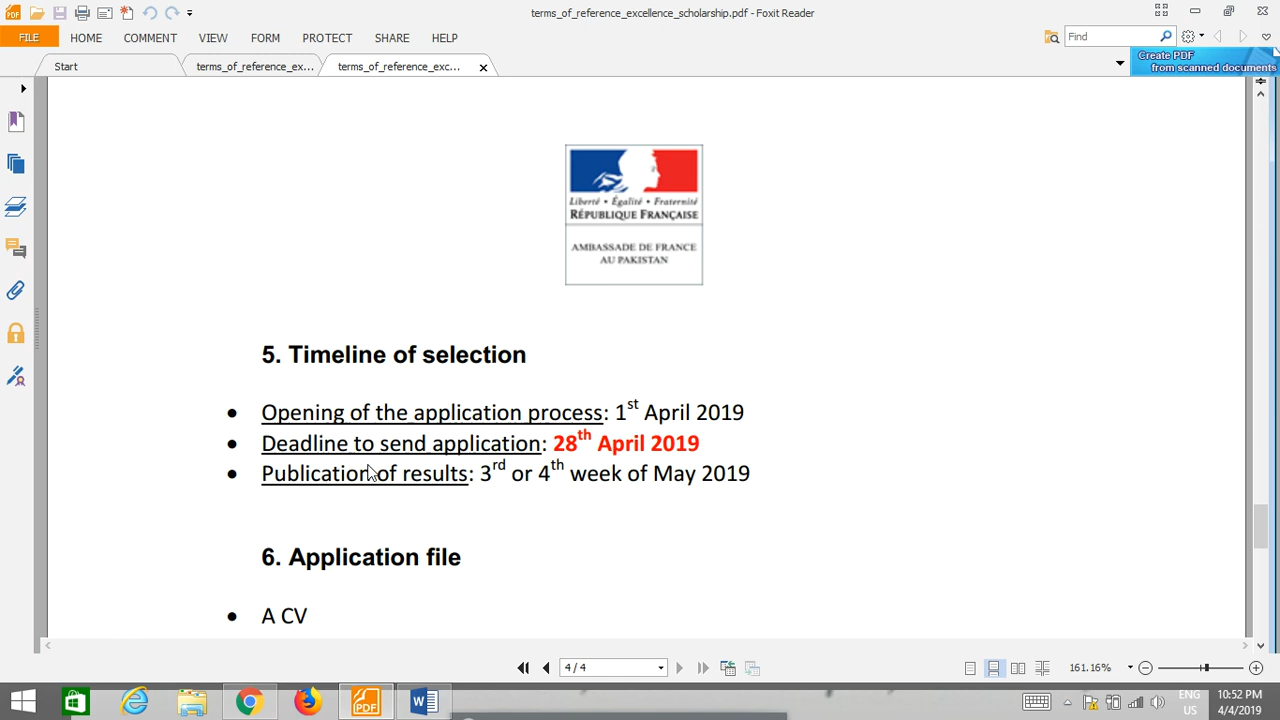 terms_of_reference_excellence_scholarship.pdf - Foxit Reader
FILE HOME COMMENT VIEW FORM PROTECT SHARE HELP Find
Start terms_of_reference_ex... terms_of_reference_exc...
Create PDF
from scanned documents
Liberté • Égalité • Fraternité
RÉPUBLIQUE FRANÇAISE
AMBASSADE DE FRANCE
AU PAKISTAN
5. Timeline of selection
• Opening of the application process: 1st April 2019
• Deadline to send application: 28th April 2019
• Publication of results: 3rd or 4th week of May 2019
6. Application file
• A CV
4 / 4 161.16%
ENG 10:52 PM
US 4/4/2019